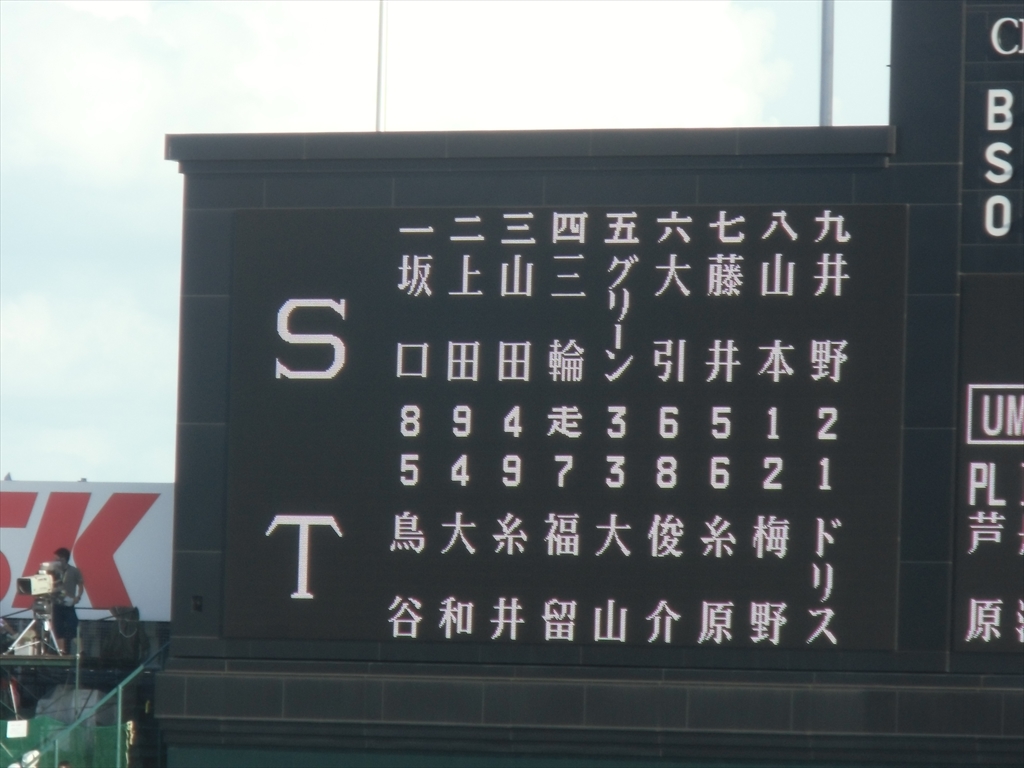 一 二 三 四 五 六 七 八 九
S
坂口 上田 山田 三輪 グリーン 大引 藤井 山本 井野
8 9 4 走 3 6 5 1 2
5 4 9 7 3 8 6 2 1
T
鳥谷 大和 糸井 福留 大山 俊介 糸原 梅野 ドリス
B
S
O
UM
PL
芦原
SK